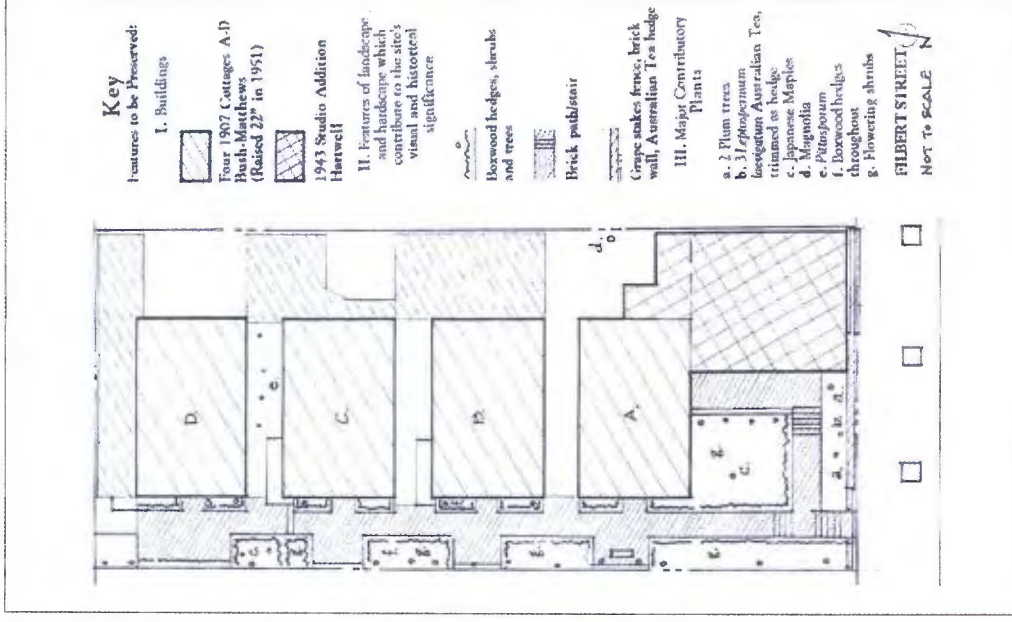 Key
Features to be Preserved:
I. Buildings
Four 1907 Cottages A-D
Bush-Matthews
(Raised 22" in 1951)
1943 Studio Addition
Hartwell
II. Features of landscape
and hardscape which
contribute to the site's
visual and historical
significance
Boxwood hedges, shrubs
and trees
Brick path/stair
Grape stakes fence, brick
wall, Australian Tea hedge
III. Major Contributory
Plants
a. 2 Plum trees
b. 3 Leptospermum
laevigatum Australian Tea,
trimmed as hedge
c. Japanese Maples
d. Magnolia
e. Pittosporum
f. Boxwood hedges
throughout
g. Flowering shrubs
FILBERT STREET
NOT TO SCALE N
D.
e.
C.
B.
A.
d.
g.
c.
a. b. a.
c.
f.
f. g.
g.